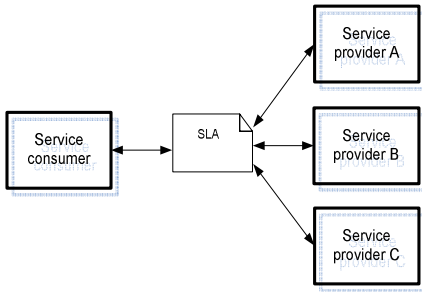 Service
consumer
SLA
Service
provider A
Service
provider B
Service
provider C